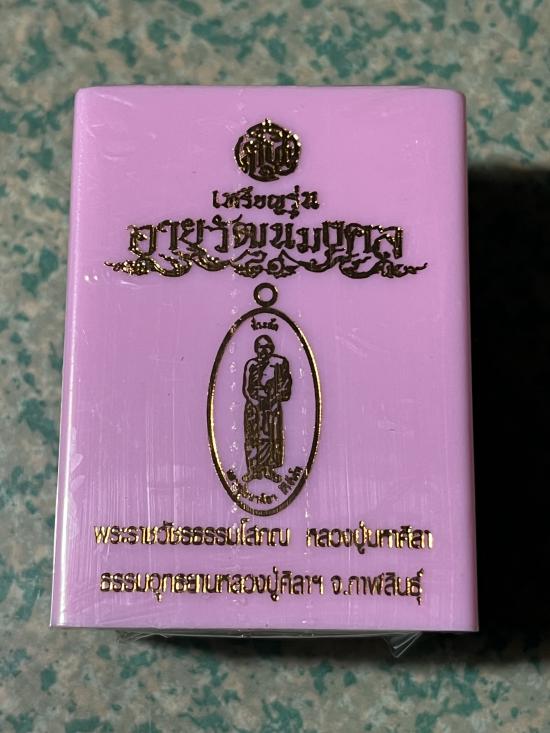 เหรียญรุ่น
อายุวัฒนมงคล
พระราชวัชรธรรมโสภณ หลวงปู่มหาศิลา
ธรรมอุทธยานหลวงปู่ศิลาฯ จ.กาฬสินธุ์